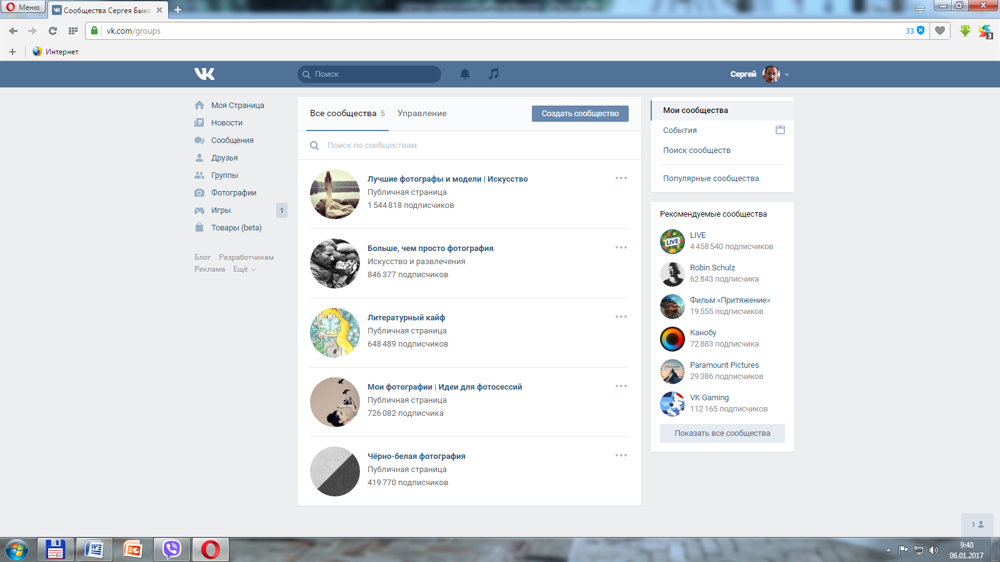 Меню
Сообщества Сергея Быко
vk.com/groups
33
3
Интернет
Поиск
Сергей
Моя Страница
Новости
Сообщения
Друзья
Группы
Фотографии
Игры 1
Товары (beta)
Блог Разработчикам
Реклама Ещё
Все сообщества 5 Управление Создать сообщество
Поиск по сообществам
Лучшие фотографы и модели | Искусство
Публичная страница
1 544 818 подписчиков
Больше, чем просто фотография
Искусство и развлечения
846 377 подписчиков
Литературный кайф
Публичная страница
648 489 подписчиков
Мои фотографии | Идеи для фотосессий
Публичная страница
726 082 подписчика
Чёрно-белая фотография
Публичная страница
419 770 подписчиков
Мои сообщества
События
Поиск сообществ
Популярные сообщества
Рекомендуемые сообщества
LIVE
LIVE
4 458 540 подписчиков
Robin Schulz
62 843 подписчика
Фильм «Притяжение»
19 555 подписчиков
Канобу
72 883 подписчика
Paramount Pictures
29 386 подписчиков
VK Gaming
112 165 подписчиков
Показать все сообщества
1
64
9:40
06.01.2017